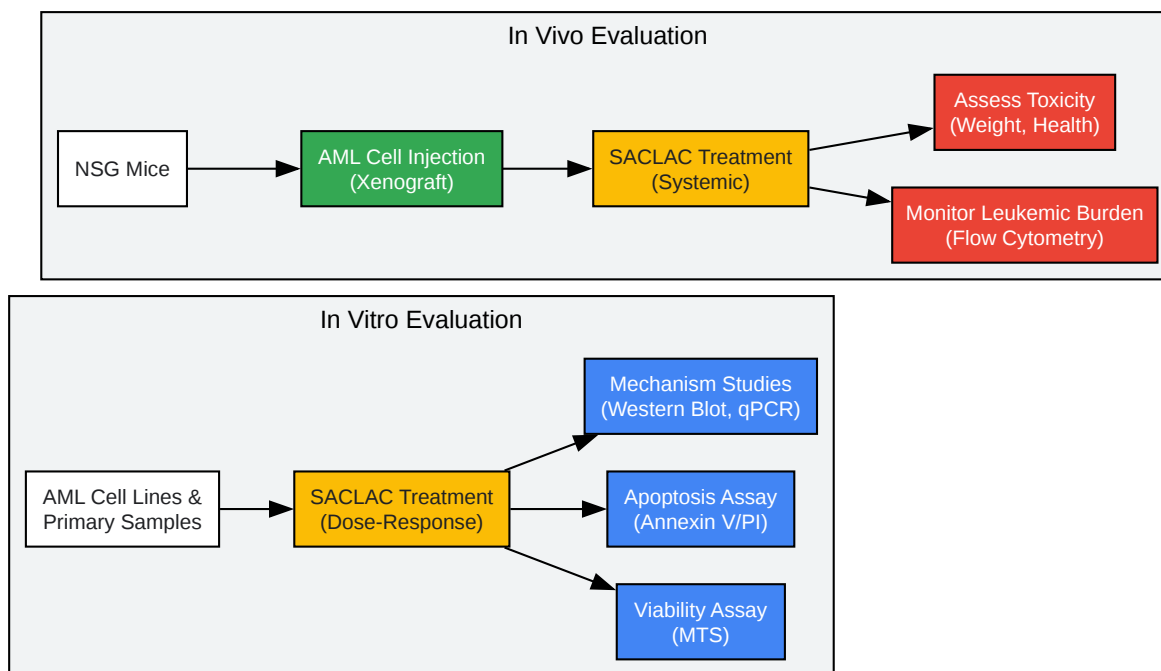 In Vivo Evaluation
NSG Mice
AML Cell Injection
(Xenograft)
SACLAC Treatment
(Systemic)
Assess Toxicity
(Weight, Health)
Monitor Leukemic Burden
(Flow Cytometry)
In Vitro Evaluation
AML Cell Lines &
Primary Samples
SACLAC Treatment
(Dose-Response)
Mechanism Studies
(Western Blot, qPCR)
Apoptosis Assay
(Annexin V/PI)
Viability Assay
(MTS)